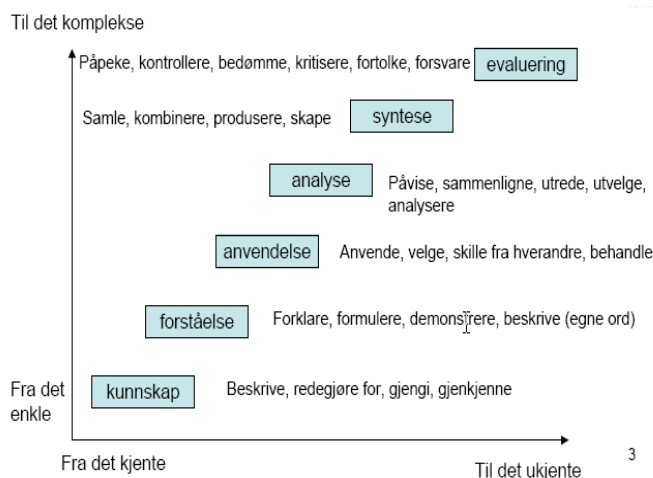 Til det komplekse
Påpeke, kontrollere, bedømme, kritisere, fortolke, forsvare
evaluering
Samle, kombinere, produsere, skape
syntese
analyse
Påvise, sammenligne, utrede, utvelge,
analysere
anvendelse
Anvende, velge, skille fra hverandre, behandle
forståelse
Forklare, formulere, demonstrere, beskrive (egne ord)
Fra det
enkle
kunnskap
Beskrive, redegjøre for, gjengi, gjenkjenne
Fra det kjente
Til det ukjente
3